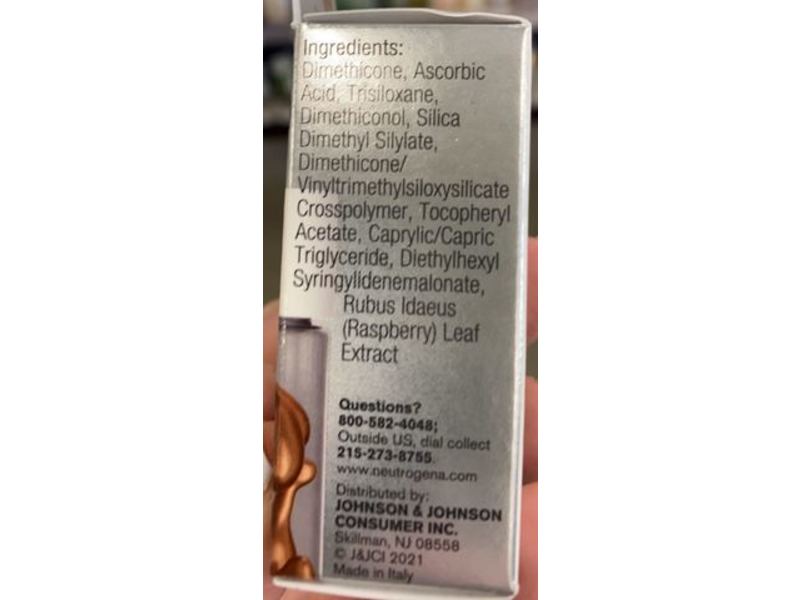 Ingredients:
Dimethicone, Ascorbic
Acid, Trisiloxane,
Dimethiconol, Silica
Dimethyl Silylate,
Dimethicone/
Vinyltrimethylsiloxysilicate
Crosspolymer, Tocopheryl
Acetate, Caprylic/Capric
Triglyceride, Diethylhexyl
Syringylidenemalonate,
Rubus Idaeus
(Raspberry) Leaf
Extract
Questions?
800-582-4048;
Outside US, dial collect
215-273-8755.
www.neutrogena.com
Distributed by:
JOHNSON & JOHNSON
CONSUMER INC.
Skillman, NJ 08558
© J&JCI 2021
Made in Italy